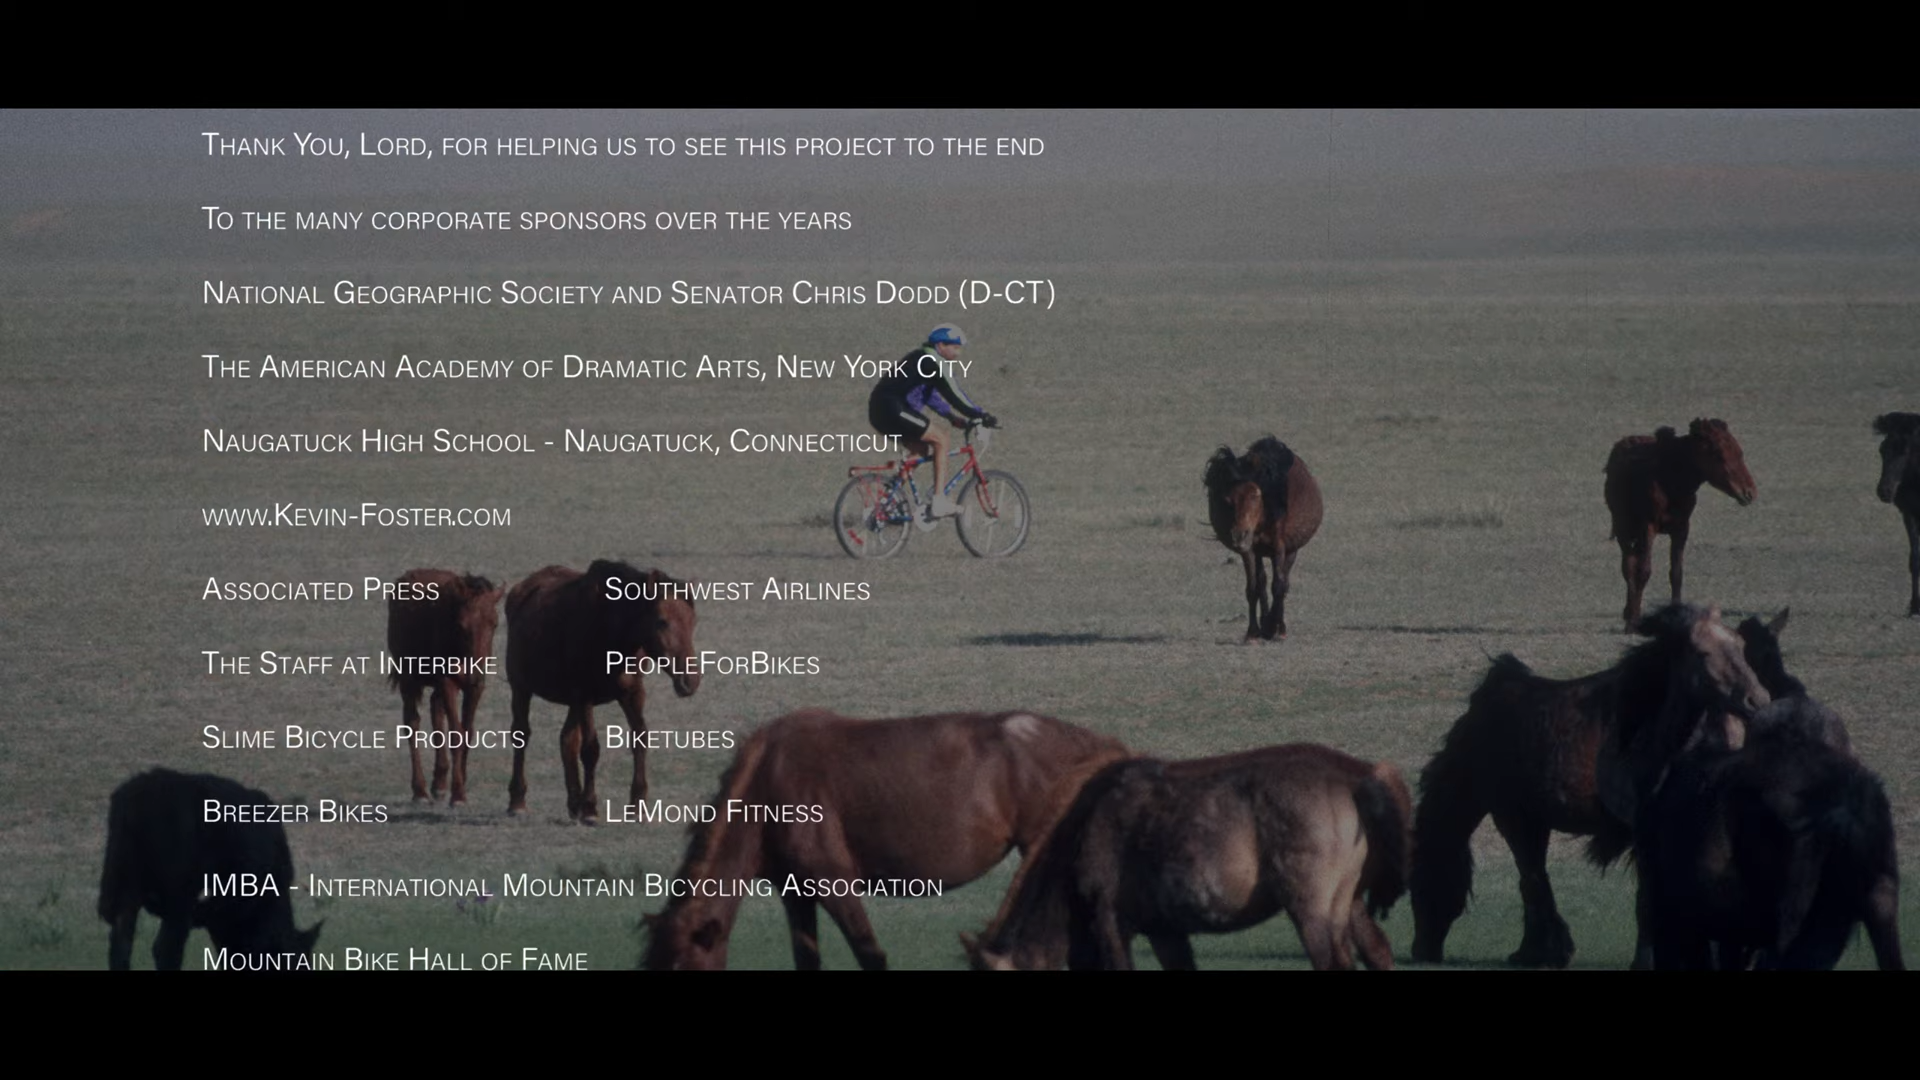 Thank You, Lord, for helping us to see this project to the end
To the many corporate sponsors over the years
National Geographic Society and Senator Chris Dodd (D-CT)
The American Academy of Dramatic Arts, New York City
Naugatuck High School - Naugatuck, Connecticut
www.Kevin-Foster.com
Associated Press Southwest Airlines
The Staff at Interbike PeopleForBikes
Slime Bicycle Products Biketubes
Breezer Bikes LeMond Fitness
IMBA - International Mountain Bicycling Association
Mountain Bike Hall of Fame